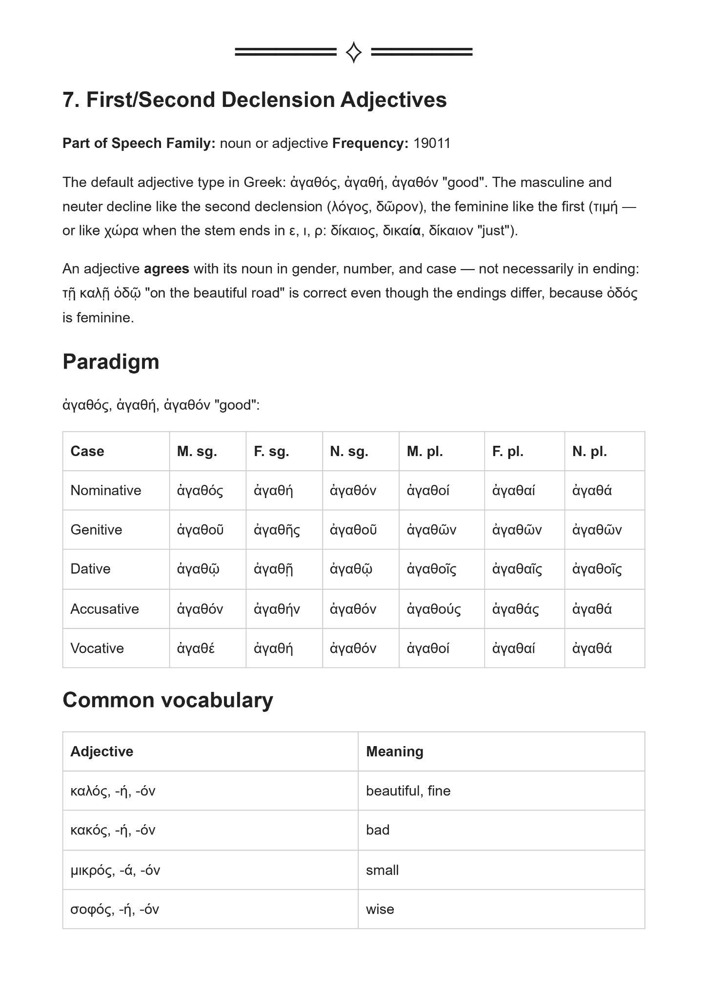 7. First/Second Declension Adjectives
Part of Speech Family: noun or adjective Frequency: 19011
The default adjective type in Greek: ἀγαθός, ἀγαθή, ἀγαθόν "good". The masculine and
neuter decline like the second declension (λόγος, δῶρον), the feminine like the first (τιμή —
or like χώρα when the stem ends in ε, ι, ρ: δίκαιος, δικαία, δίκαιον "just").
An adjective agrees with its noun in gender, number, and case — not necessarily in ending:
τῇ καλῇ ὁδῷ "on the beautiful road" is correct even though the endings differ, because ὁδός
is feminine.
Paradigm
ἀγαθός, ἀγαθή, ἀγαθόν "good":
Case M. sg. F. sg. N. sg. M. pl. F. pl. N. pl.
Nominative ἀγαθός ἀγαθή ἀγαθόν ἀγαθοί ἀγαθαί ἀγαθά
Genitive ἀγαθοῦ ἀγαθῆς ἀγαθοῦ ἀγαθῶν ἀγαθῶν ἀγαθῶν
Dative ἀγαθῷ ἀγαθῇ ἀγαθῷ ἀγαθοῖς ἀγαθαῖς ἀγαθοῖς
Accusative ἀγαθόν ἀγαθήν ἀγαθόν ἀγαθούς ἀγαθάς ἀγαθά
Vocative ἀγαθέ ἀγαθή ἀγαθόν ἀγαθοί ἀγαθαί ἀγαθά
Common vocabulary
Adjective Meaning
καλός, -ή, -όν beautiful, fine
κακός, -ή, -όν bad
μικρός, -ά, -όν small
σοφός, -ή, -όν wise